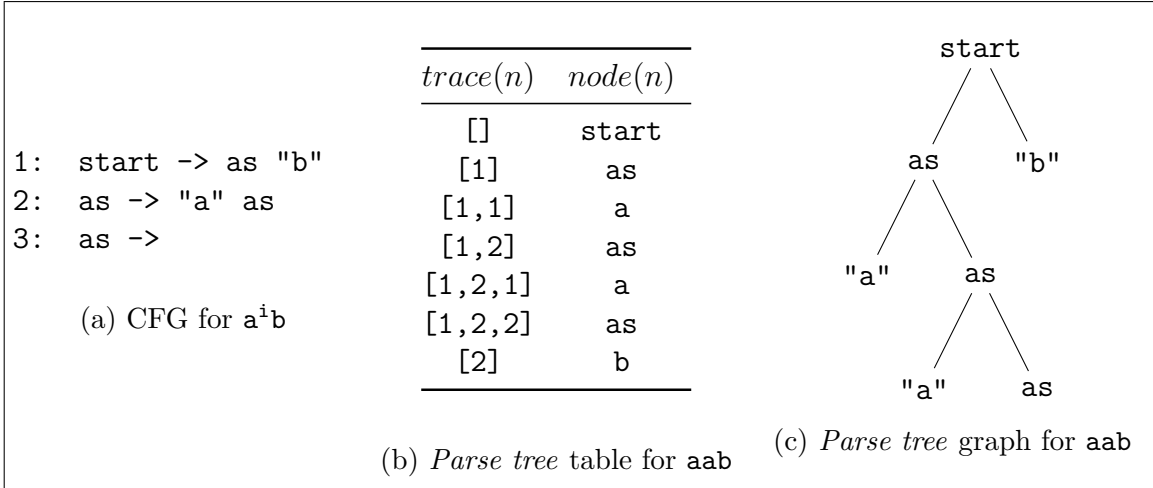 1: start -> as "b"
2: as -> "a" as
3: as ->
(a) CFG for aⁱb
trace(n) node(n)
[] start
[1] as
[1,1] a
[1,2] as
[1,2,1] a
[1,2,2] as
[2] b
(b) Parse tree table for aab
start
as "b"
"a" as
"a" as
(c) Parse tree graph for aab